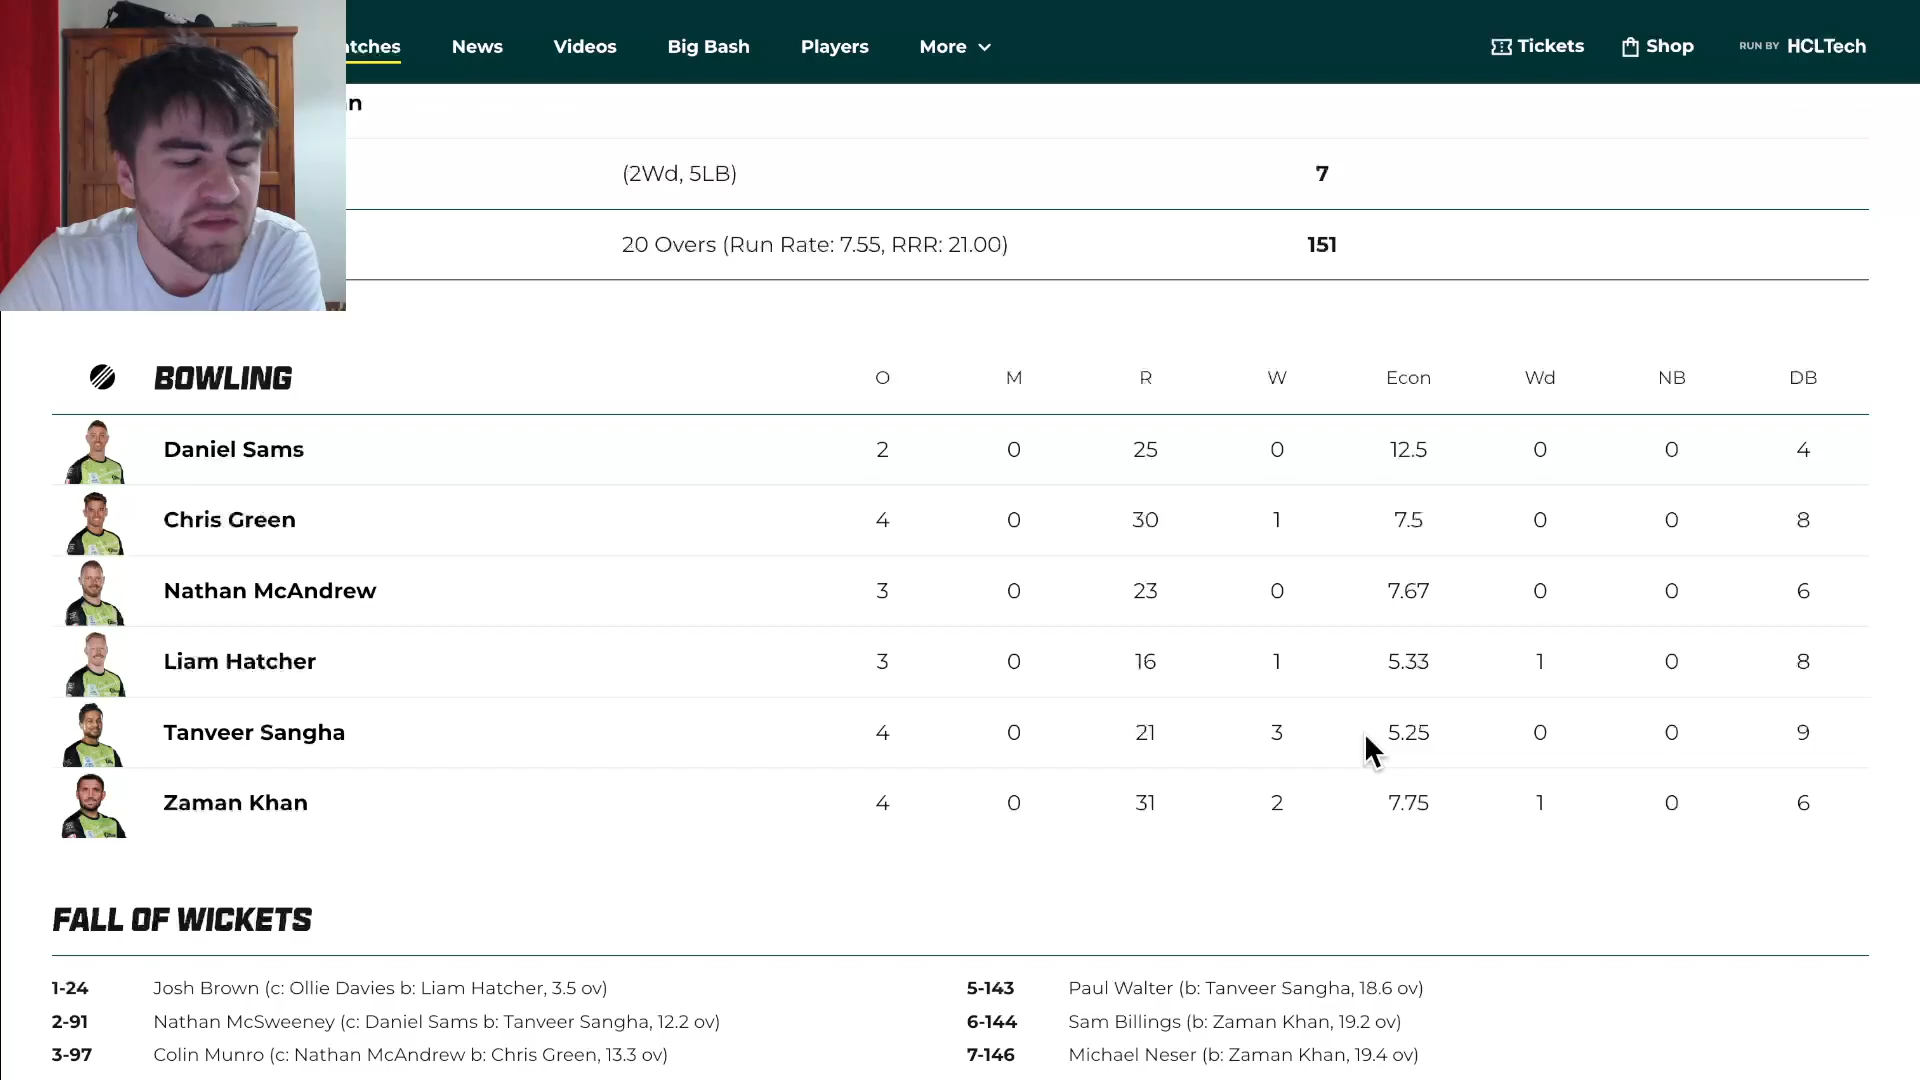 atches News Videos Big Bash Players More Tickets Shop RUN BY HCLTech
n
(2Wd, 5LB) 7
20 Overs (Run Rate: 7.55, RRR: 21.00) 151
BOWLING O M R W Econ Wd NB DB
Daniel Sams 2 0 25 0 12.5 0 0 4
Chris Green 4 0 30 1 7.5 0 0 8
Nathan McAndrew 3 0 23 0 7.67 0 0 6
Liam Hatcher 3 0 16 1 5.33 1 0 8
Tanveer Sangha 4 0 21 3 5.25 0 0 9
Zaman Khan 4 0 31 2 7.75 1 0 6
FALL OF WICKETS
1-24 Josh Brown (c: Ollie Davies b: Liam Hatcher, 3.5 ov) 5-143 Paul Walter (b: Tanveer Sangha, 18.6 ov)
2-91 Nathan McSweeney (c: Daniel Sams b: Tanveer Sangha, 12.2 ov) 6-144 Sam Billings (b: Zaman Khan, 19.2 ov)
3-97 Colin Munro (c: Nathan McAndrew b: Chris Green, 13.3 ov) 7-146 Michael Neser (b: Zaman Khan, 19.4 ov)